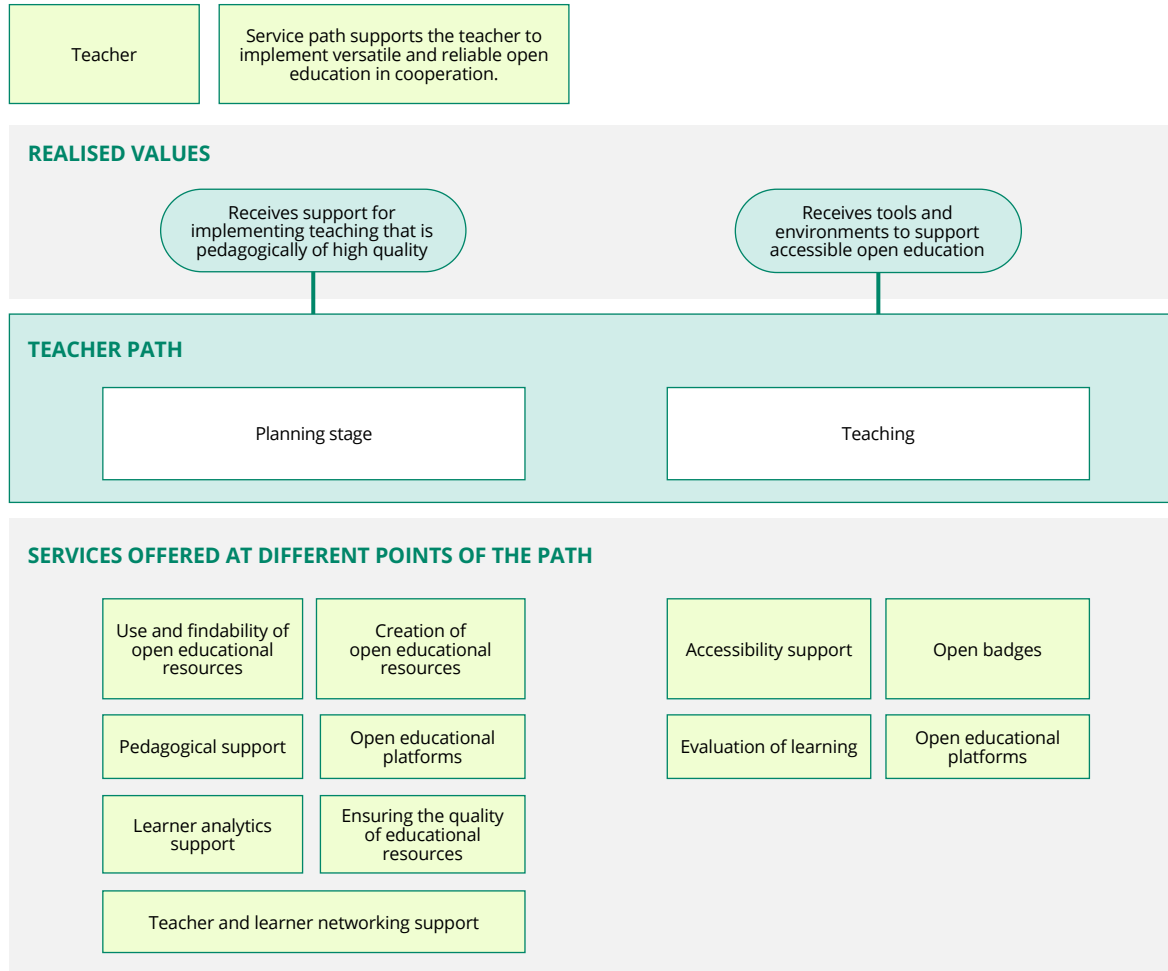 Teacher
Service path supports the teacher to
implement versatile and reliable open
education in cooperation.
REALISED VALUES
Receives support for
implementing teaching that is
pedagogically of high quality
Receives tools and
environments to support
accessible open education
TEACHER PATH
Planning stage
Teaching
SERVICES OFFERED AT DIFFERENT POINTS OF THE PATH
Use and findability of
open educational
resources
Creation of
open educational
resources
Accessibility support
Open badges
Pedagogical support
Open educational
platforms
Evaluation of learning
Open educational
platforms
Learner analytics
support
Ensuring the quality
of educational
resources
Teacher and learner networking support